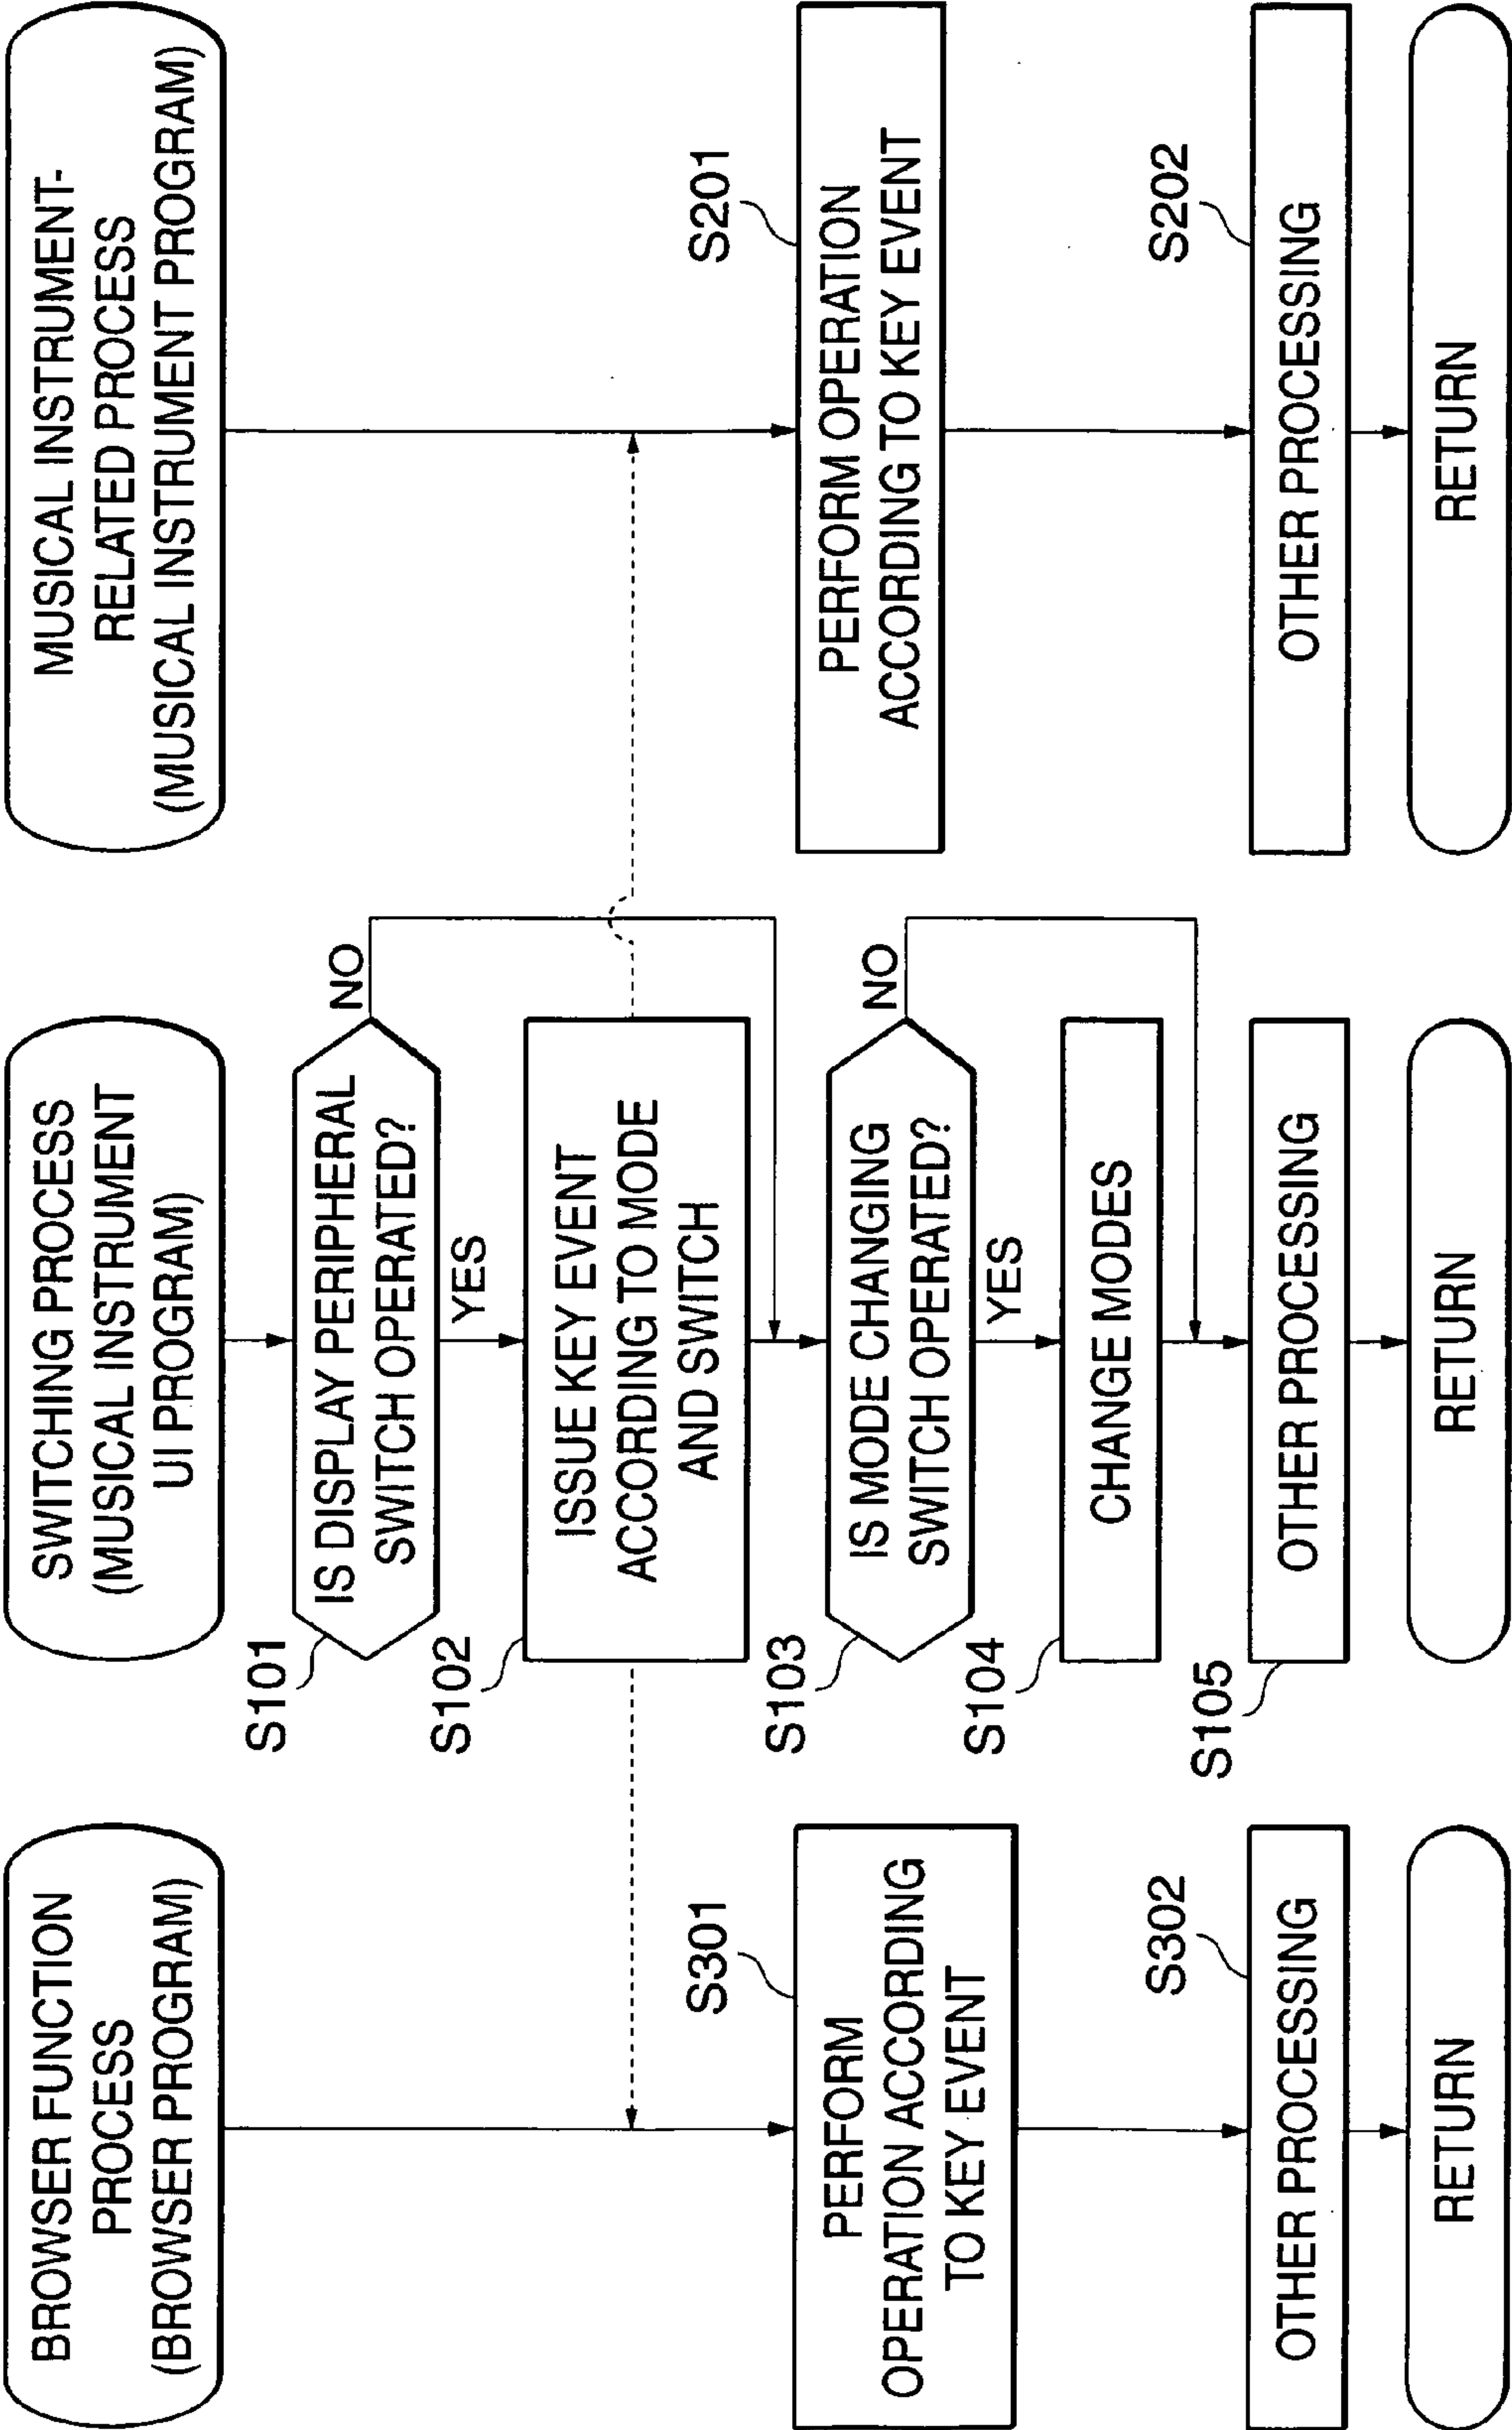 BROWSER FUNCTION
PROCESS
(BROWSER PROGRAM)
S301
PERFORM
OPERATION ACCORDING
TO KEY EVENT
S302
OTHER PROCESSING
RETURN
SWITCHING PROCESS
(MUSICAL INSTRUMENT
UI PROGRAM)
S101
IS DISPLAY PERIPHERAL
SWITCH OPERATED?
NO
YES
S102
ISSUE KEY EVENT
ACCORDING TO MODE
AND SWITCH
S103
IS MODE CHANGING
SWITCH OPERATED?
NO
YES
S104
CHANGE MODES
S105
OTHER PROCESSING
RETURN
MUSICAL INSTRUMENT-
RELATED PROCESS
(MUSICAL INSTRUMENT PROGRAM)
S201
PERFORM OPERATION
ACCORDING TO KEY EVENT
S202
OTHER PROCESSING
RETURN